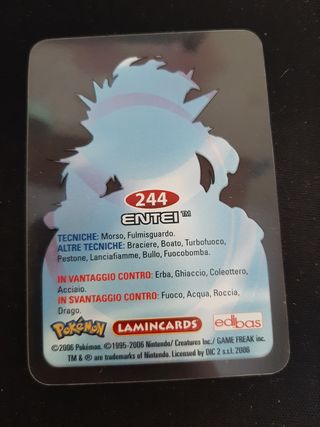 244
ENTEI™
TECNICHE: Morso, Fulmisguardo.
ALTRE TECNICHE: Braciere, Boato, Turbofuoco,
Pestone, Lanciafiamme, Bullo, Fuocobomba.
IN VANTAGGIO CONTRO: Erba, Ghiaccio, Coleottero,
Acciaio.
IN SVANTAGGIO CONTRO: Fuoco, Acqua, Roccia,
Drago.
POKéMON LAMINCARDS edibas
©2006 Pokémon. ©1995-2006 Nintendo/ Creatures Inc./ GAME FREAK inc.
TM & ® are trademarks of Nintendo. Licensed by DIC 2 s.r.l. 2006